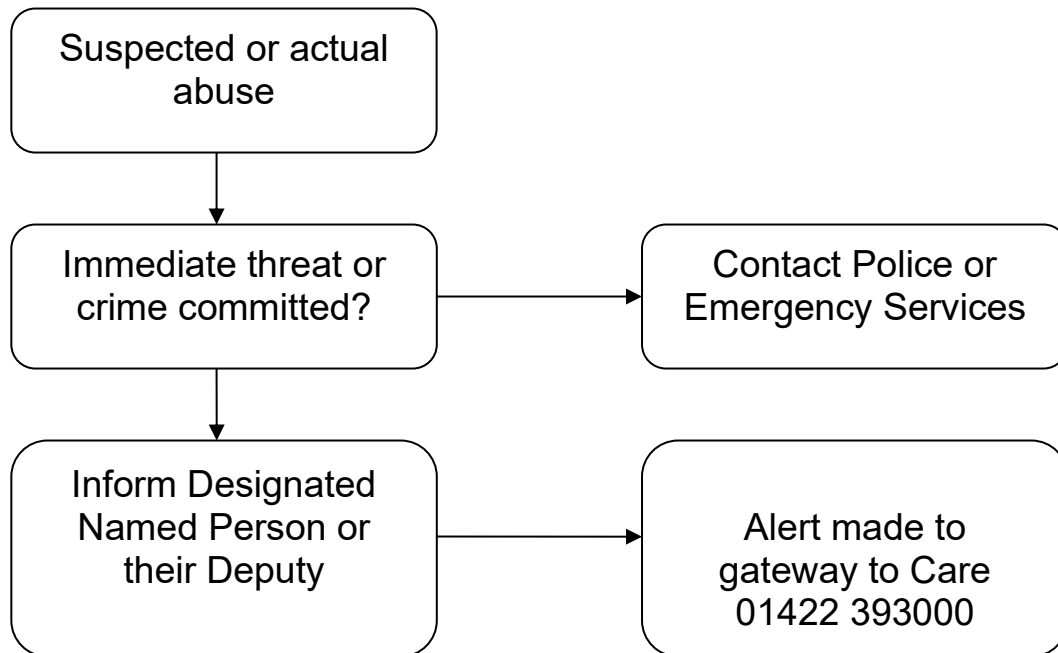 Suspected or actual
abuse
Immediate threat or
crime committed?
Contact Police or
Emergency Services
Inform Designated
Named Person or
their Deputy
Alert made to
gateway to Care
01422 393000